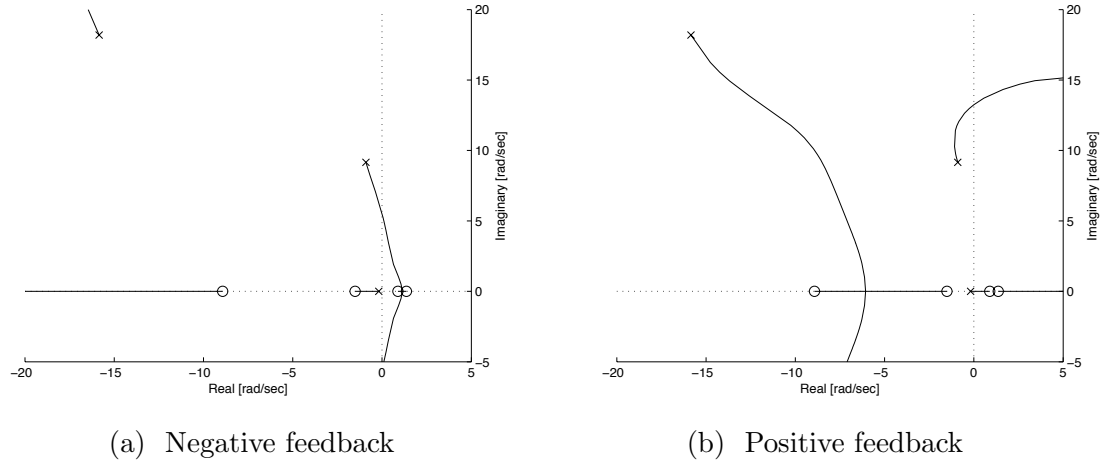 20
15
10
5
0
−5
Imaginary [rad/sec]
−20 −15 −10 −5 0 5
Real [rad/sec]
(a) Negative feedback
20
15
10
5
0
−5
Imaginary [rad/sec]
−20 −15 −10 −5 0 5
Real [rad/sec]
(b) Positive feedback